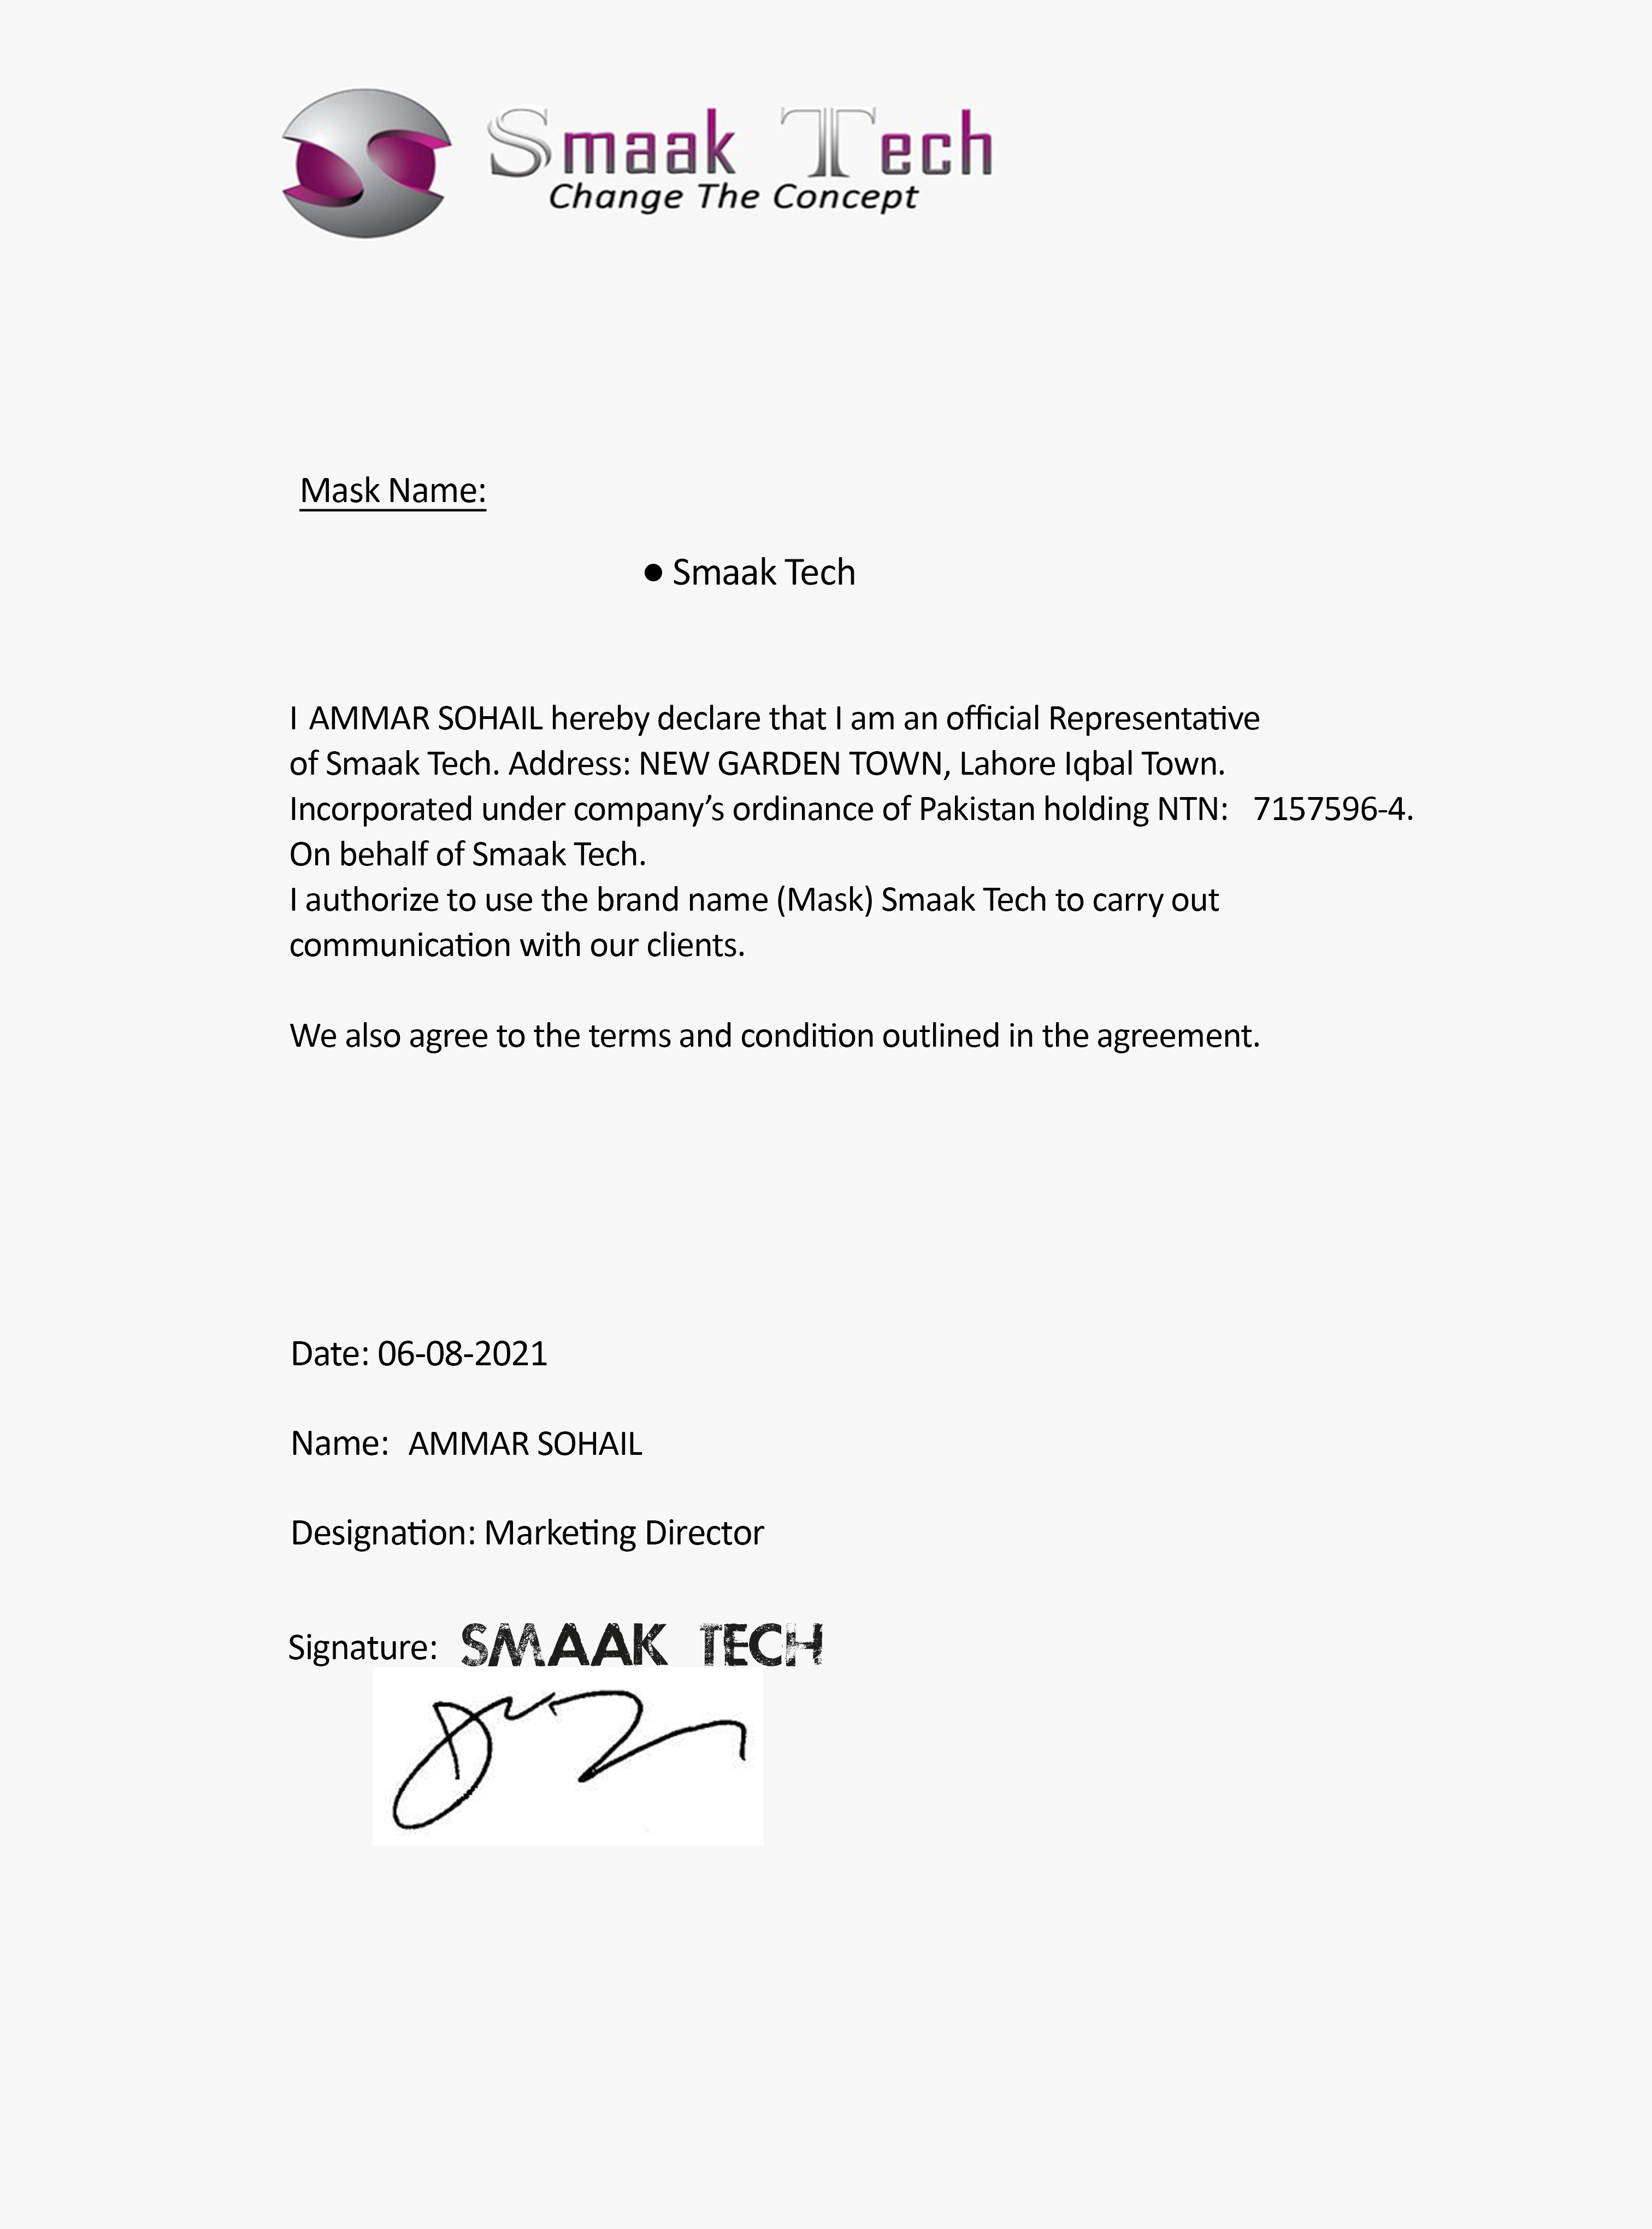 Smaak Tech
Change The Concept
Mask Name:
● Smaak Tech
I AMMAR SOHAIL hereby declare that I am an official Representative
of Smaak Tech. Address: NEW GARDEN TOWN, Lahore Iqbal Town.
Incorporated under company’s ordinance of Pakistan holding NTN: 7157596-4.
On behalf of Smaak Tech.
I authorize to use the brand name (Mask) Smaak Tech to carry out
communication with our clients.
We also agree to the terms and condition outlined in the agreement.
Date: 06-08-2021
Name: AMMAR SOHAIL
Designation: Marketing Director
Signature: SMAAK TECH